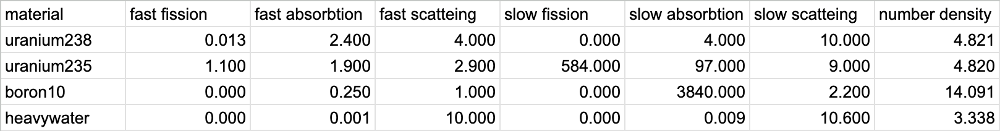 material fast fission fast absorbtion fast scatteing slow fission slow absorbtion slow scatteing number density
uranium238 0.013 2.400 4.000 0.000 4.000 10.000 4.821
uranium235 1.100 1.900 2.900 584.000 97.000 9.000 4.820
boron10 0.000 0.250 1.000 0.000 3840.000 2.200 14.091
heavywater 0.000 0.001 10.000 0.000 0.009 10.600 3.338